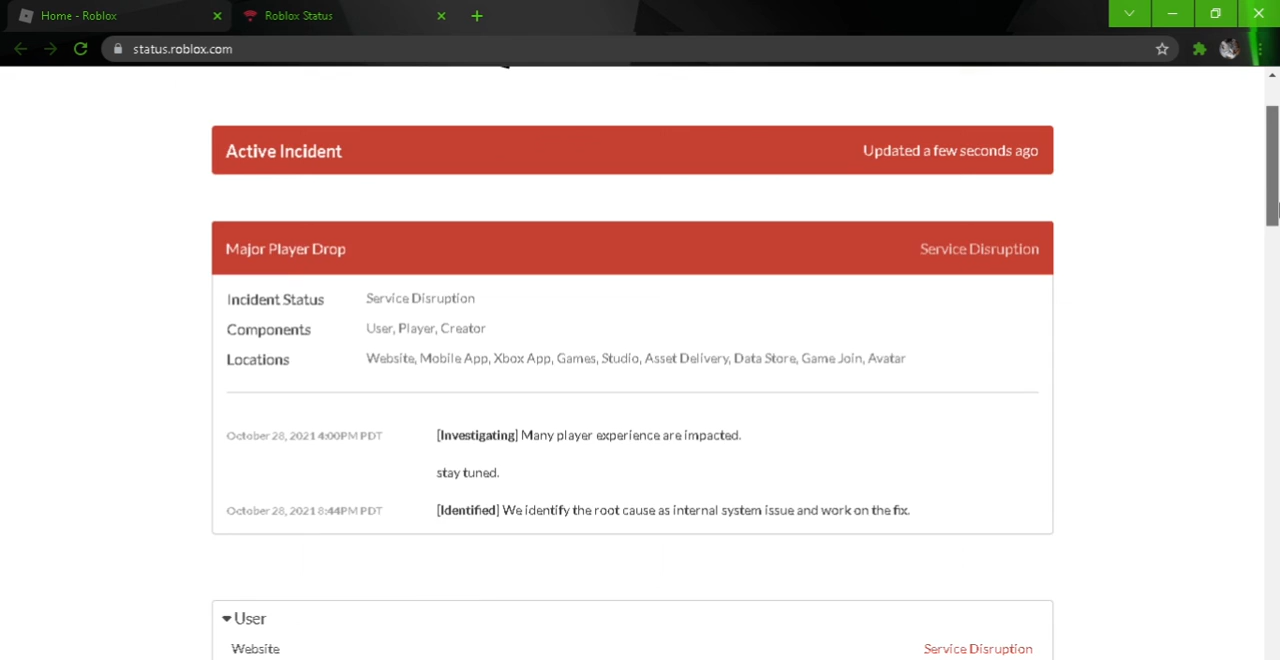 Home - Roblox
Roblox Status
status.roblox.com
Active Incident Updated a few seconds ago
Major Player Drop Service Disruption
Incident Status Service Disruption
Components User, Player, Creator
Locations Website, Mobile App, Xbox App, Games, Studio, Asset Delivery, Data Store, Game Join, Avatar
October 28, 2021 4:00PM PDT [Investigating] Many player experience are impacted.
stay tuned.
October 28, 2021 8:44PM PDT [Identified] We identify the root cause as internal system issue and work on the fix.
User
Website Service Disruption